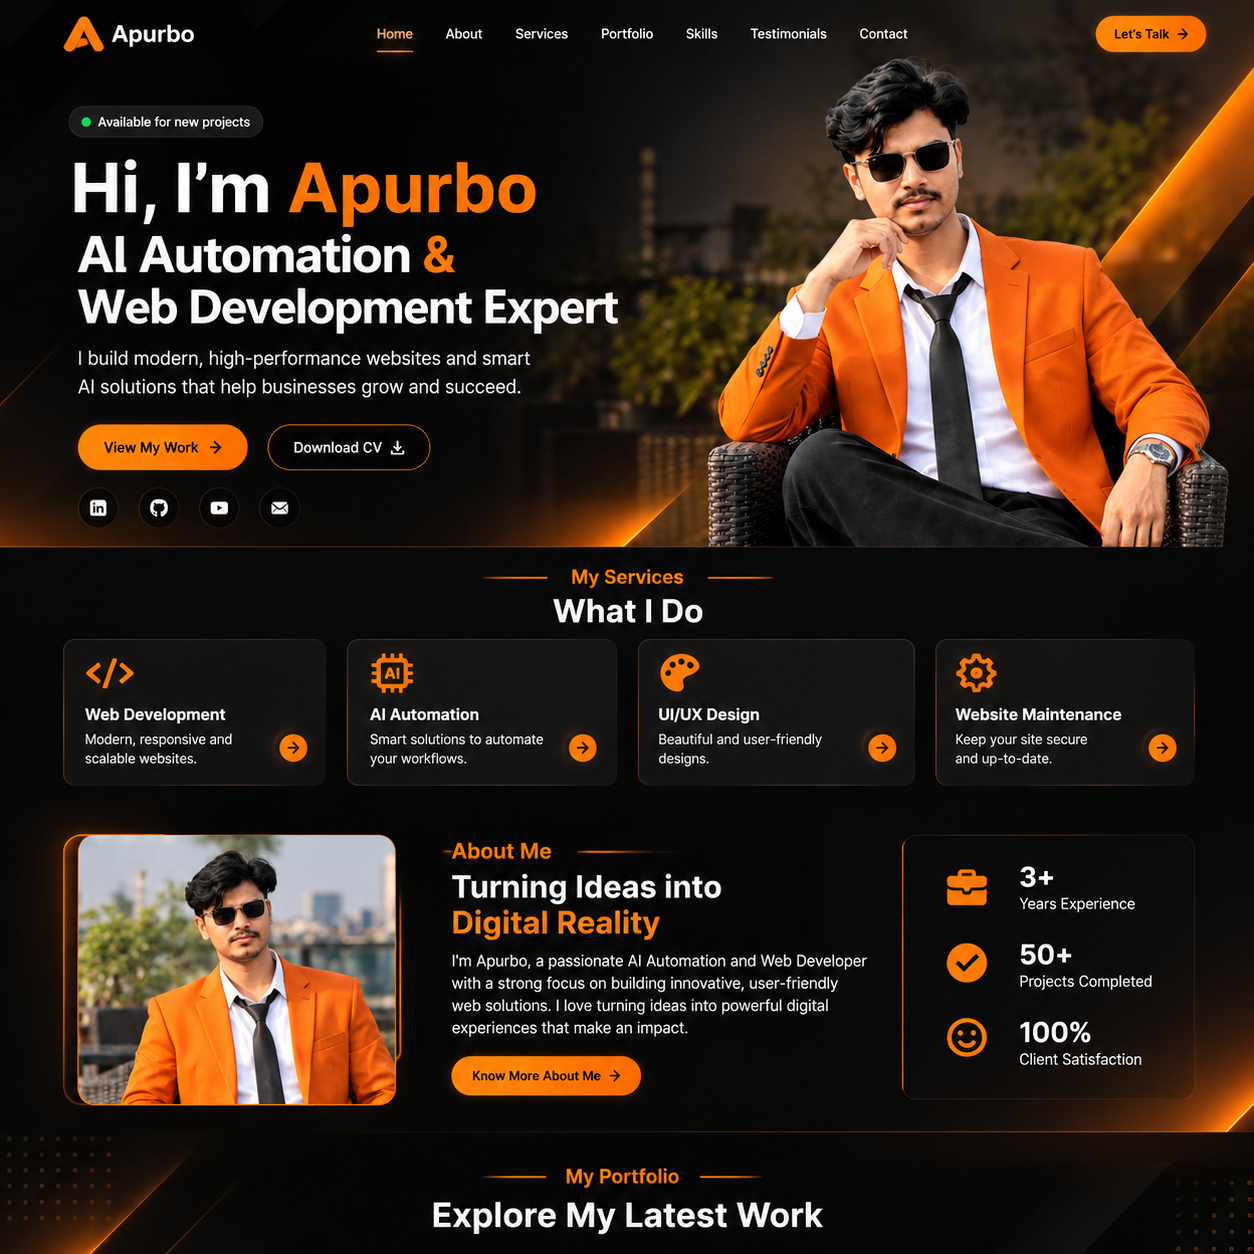 Apurbo
Home About Services Portfolio Skills Testimonials Contact
Let's Talk
Available for new projects
Hi, I'm Apurbo
AI Automation &
Web Development Expert
I build modern, high-performance websites and smart
AI solutions that help businesses grow and succeed.
View My Work
Download CV
in
My Services
What I Do
AI
Web Development
Modern, responsive and
scalable websites.
AI Automation
Smart solutions to automate
your workflows.
UI/UX Design
Beautiful and user-friendly
designs.
Website Maintenance
Keep your site secure
and up-to-date.
About Me
Turning Ideas into
Digital Reality
I'm Apurbo, a passionate AI Automation and Web Developer
with a strong focus on building innovative, user-friendly
web solutions. I love turning ideas into powerful digital
experiences that make an impact.
Know More About Me
3+
Years Experience
50+
Projects Completed
100%
Client Satisfaction
My Portfolio
Explore My Latest Work